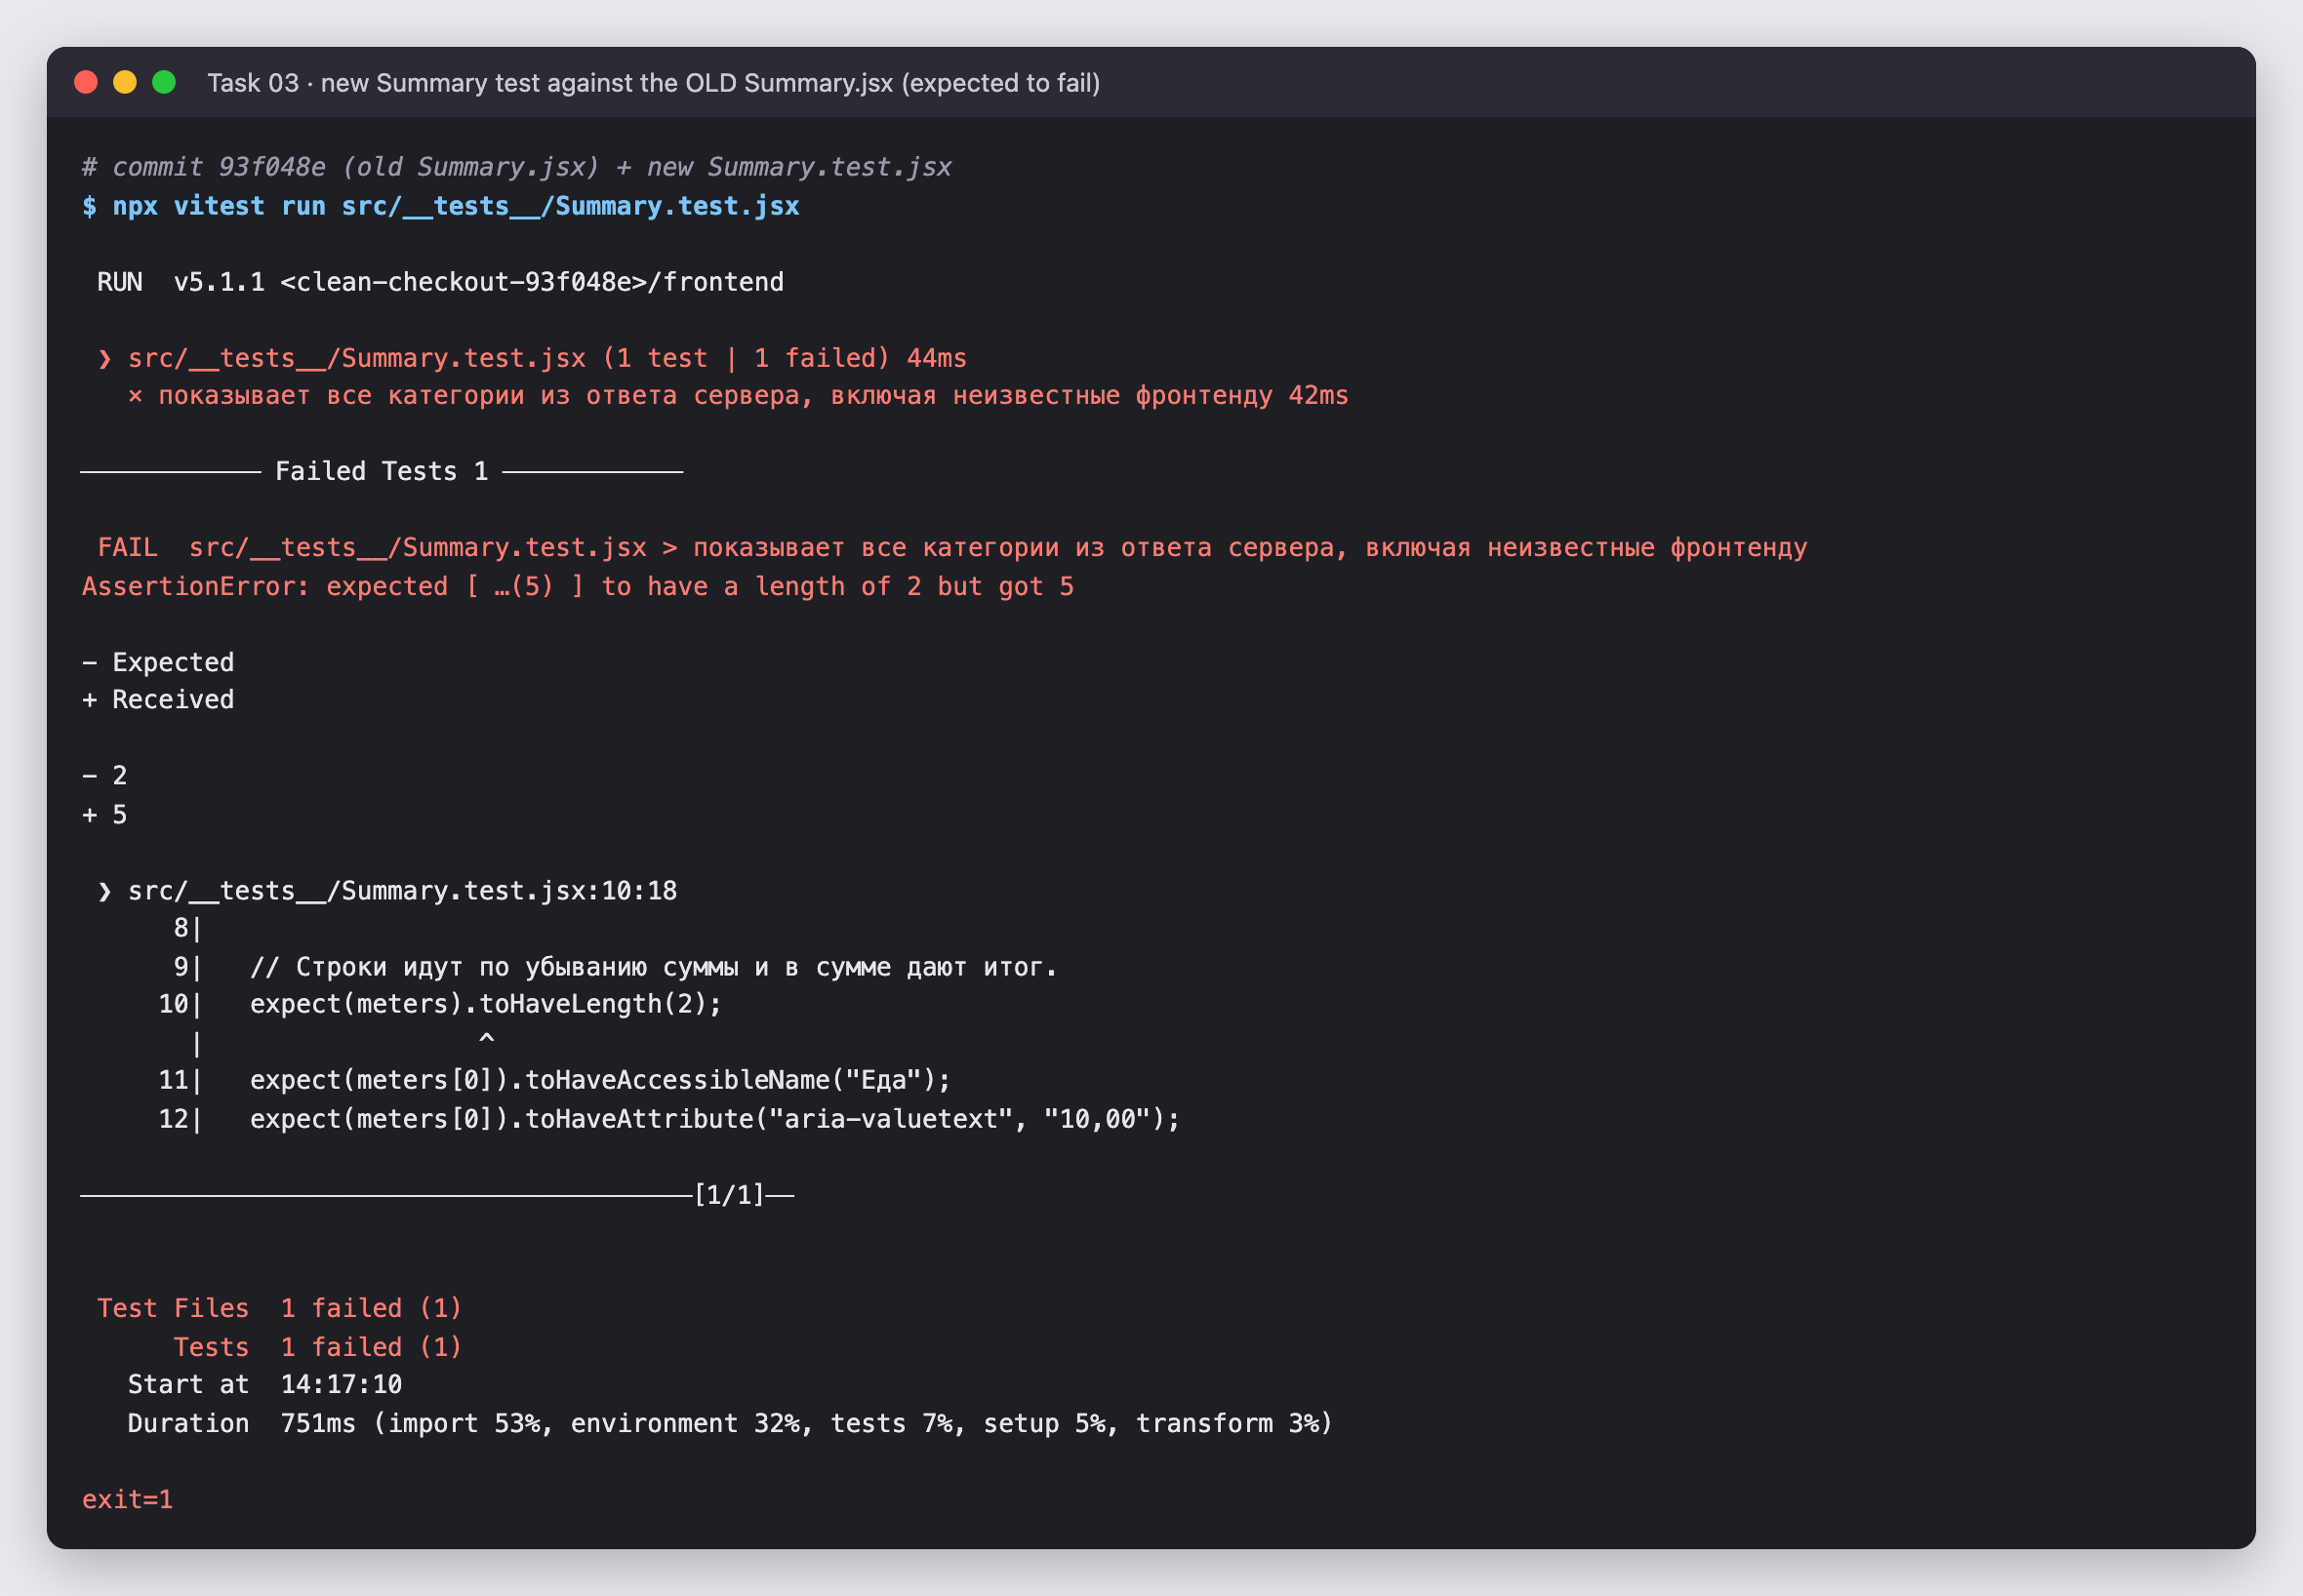 Task 03 · new Summary test against the OLD Summary.jsx (expected to fail)
# commit 93f048e (old Summary.jsx) + new Summary.test.jsx
$ npx vitest run src/__tests__/Summary.test.jsx
RUN  v5.1.1 <clean-checkout-93f048e>/frontend
❯ src/__tests__/Summary.test.jsx (1 test | 1 failed) 44ms
× показывает все категории из ответа сервера, включая неизвестные фронтенду 42ms
———————————— Failed Tests 1 ————————————
FAIL  src/__tests__/Summary.test.jsx > показывает все категории из ответа сервера, включая неизвестные фронтенду
AssertionError: expected [ …(5) ] to have a length of 2 but got 5
- Expected
+ Received
- 2
+ 5
❯ src/__tests__/Summary.test.jsx:10:18
8|
9|   // Строки идут по убыванию суммы и в сумме дают итог.
10|   expect(meters).toHaveLength(2);
|                  ^
11|   expect(meters[0]).toHaveAccessibleName("Еда");
12|   expect(meters[0]).toHaveAttribute("aria-valuetext", "10,00");
————————————————————————————————————————[1/1]——
Test Files  1 failed (1)
Tests  1 failed (1)
Start at  14:17:10
Duration  751ms (import 53%, environment 32%, tests 7%, setup 5%, transform 3%)
exit=1